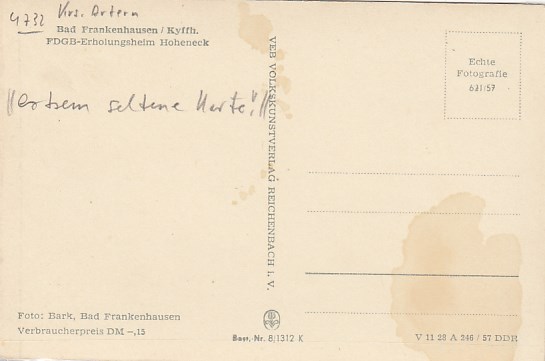 4732 Krs. Artern
Bad Frankenhausen / Kyffh.
FDGB-Erholungsheim Hoheneck
"extrem seltene Karte!"
VEB VOLKSKUNSTVERLAG REICHENBACH i. V.
Echte
Fotografie
631/57
Foto: Bark, Bad Frankenhausen
Verbraucherpreis DM -,15
Best.-Nr. 8/1312 K
V 11 28 A 246 / 57 DDR